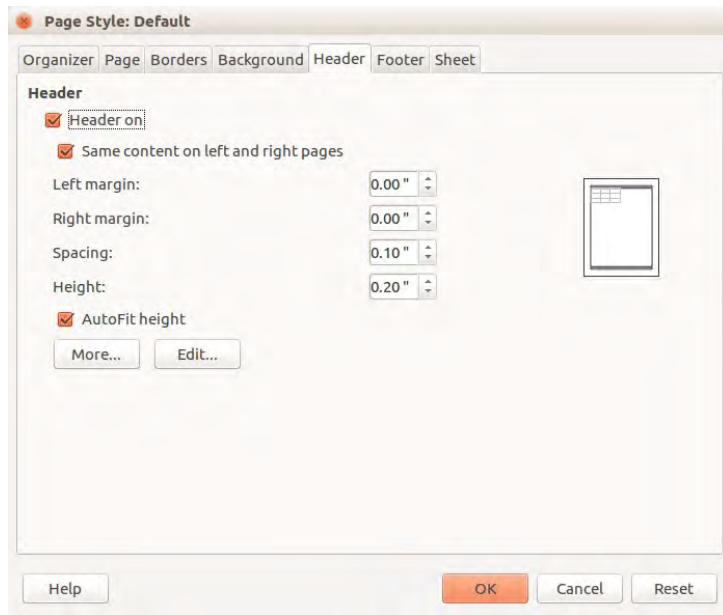 Page Style: Default
Organizer Page Borders Background Header Footer Sheet
Header
Header on
Same content on left and right pages
Left margin: 0.00 "
Right margin: 0.00 "
Spacing: 0.10 "
Height: 0.20 "
AutoFit height
More... Edit...
Help OK Cancel Reset